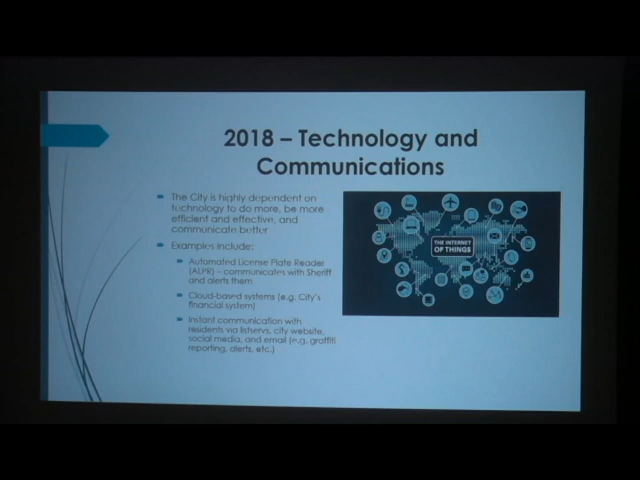 2018 – Technology and
Communications
The City is highly dependent on
technology to do more, be more
efficient and effective, and
communicate better
Examples include:
Automated License Plate Reader
(ALPR) – communicates with Sheriff
and alerts them
Cloud-based systems (e.g. City's
financial system)
Instant communication with
residents via listservs, city website,
social media, and email (e.g. graffiti
reporting, alerts, etc.)
THE INTERNET
OF THINGS